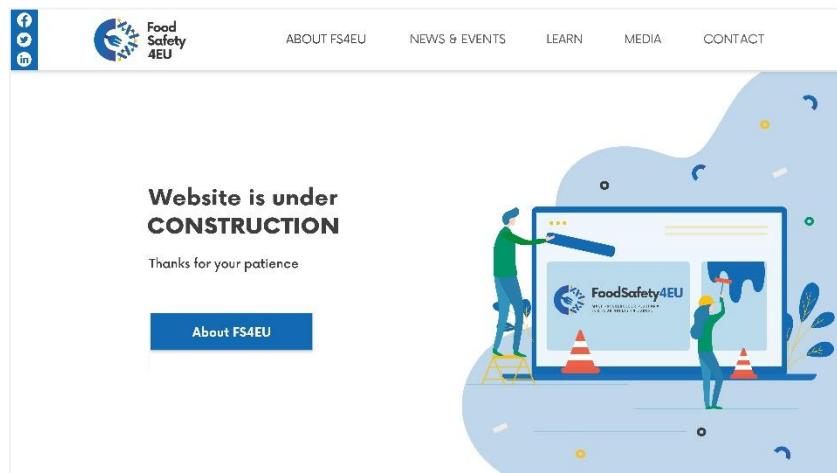 Food
Safety
4EU
ABOUT FS4EU
NEWS & EVENTS
LEARN
MEDIA
CONTACT
Website is under
CONSTRUCTION
Thanks for your patience
About FS4EU
FoodSafety4EU